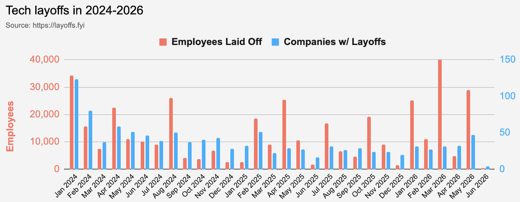 Tech layoffs in 2024-2026
Source: https://layoffs.fyi
Employees Laid Off
Companies w/ Layoffs
40,000
30,000
20,000
10,000
0
Employees
150
100
50
0
Jan 2024
Feb 2024
Mar 2024
Apr 2024
May 2024
Jun 2024
Jul 2024
Aug 2024
Sep 2024
Oct 2024
Nov 2024
Dec 2024
Jan 2025
Feb 2025
Mar 2025
Apr 2025
May 2025
Jun 2025
Jul 2025
Aug 2025
Sep 2025
Oct 2025
Nov 2025
Dec 2025
Jan 2026
Feb 2026
Mar 2026
Apr 2026
May 2026
Jun 2026